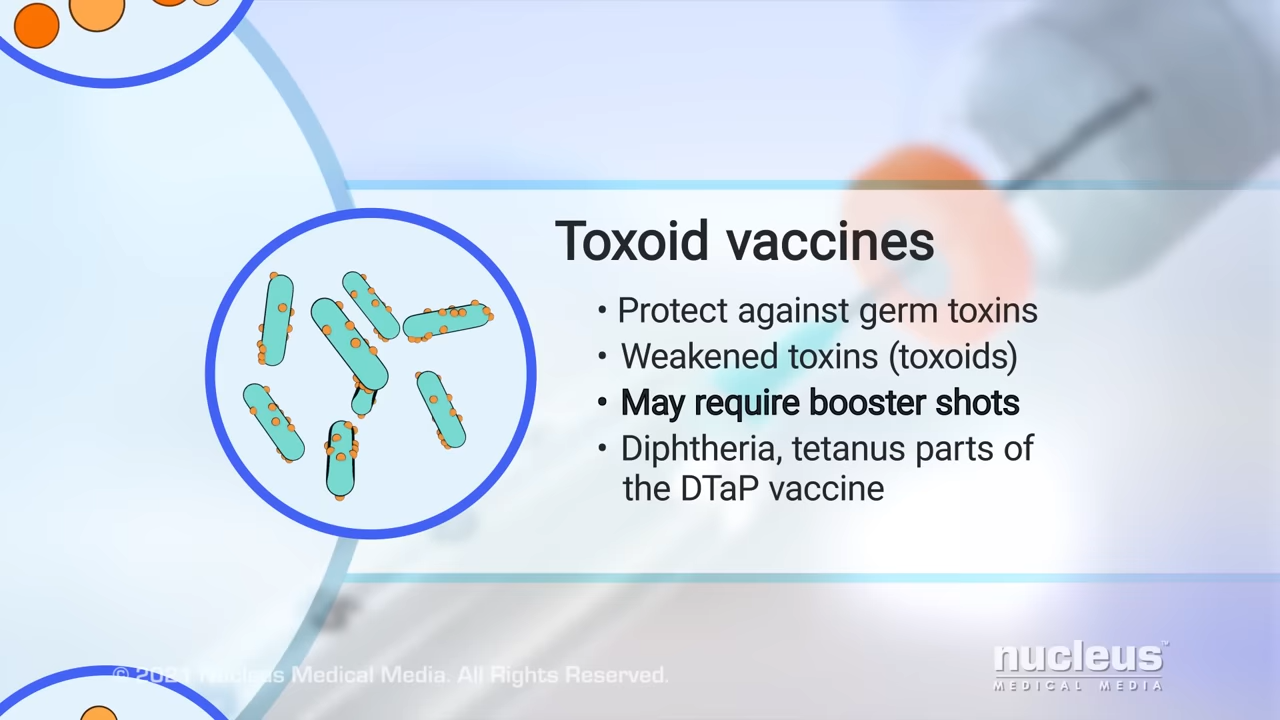 Toxoid vaccines
• Protect against germ toxins
• Weakened toxins (toxoids)
• May require booster shots
• Diphtheria, tetanus parts of
the DTaP vaccine
© 2021 Nucleus Medical Media. All Rights Reserved.
nucleus™
MEDICAL MEDIA